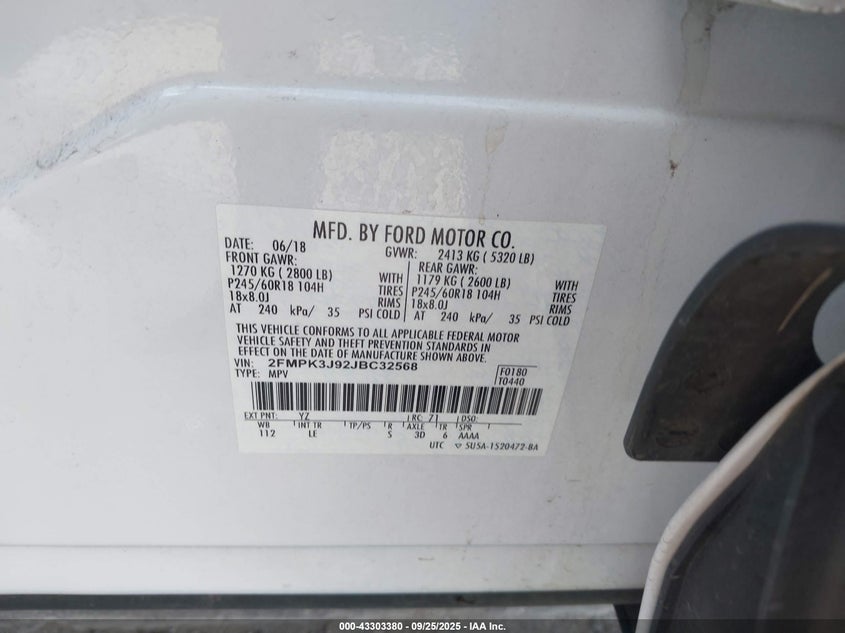 MFD. BY FORD MOTOR CO.
DATE: 06/18 GVWR: 2413 KG ( 5320 LB)
FRONT GAWR: REAR GAWR:
1270 KG ( 2800 LB) WITH 1179 KG ( 2600 LB) WITH
P245/60R18 104H TIRES P245/60R18 104H TIRES
18x8.0J RIMS 18x8.0J RIMS
AT 240 kPa/ 35 PSI COLD AT 240 kPa/ 35 PSI COLD
THIS VEHICLE CONFORMS TO ALL APPLICABLE FEDERAL MOTOR
VEHICLE SAFETY AND THEFT PREVENTION STANDARDS IN
EFFECT ON THE DATE OF MANUFACTURE SHOWN ABOVE.
VIN: 2FMPK3J92JBC32568 F0180
TYPE: MPV T0440
EXT PNT: YZ RC: 71 DSO:
WB INT TR TP/PS R AXLE TR SPR
112 LE S 3D 6 AAAA
UTC ▽ 5U5A-1520472-BA
000-43303380 - 09/25/2025 - IAA Inc.